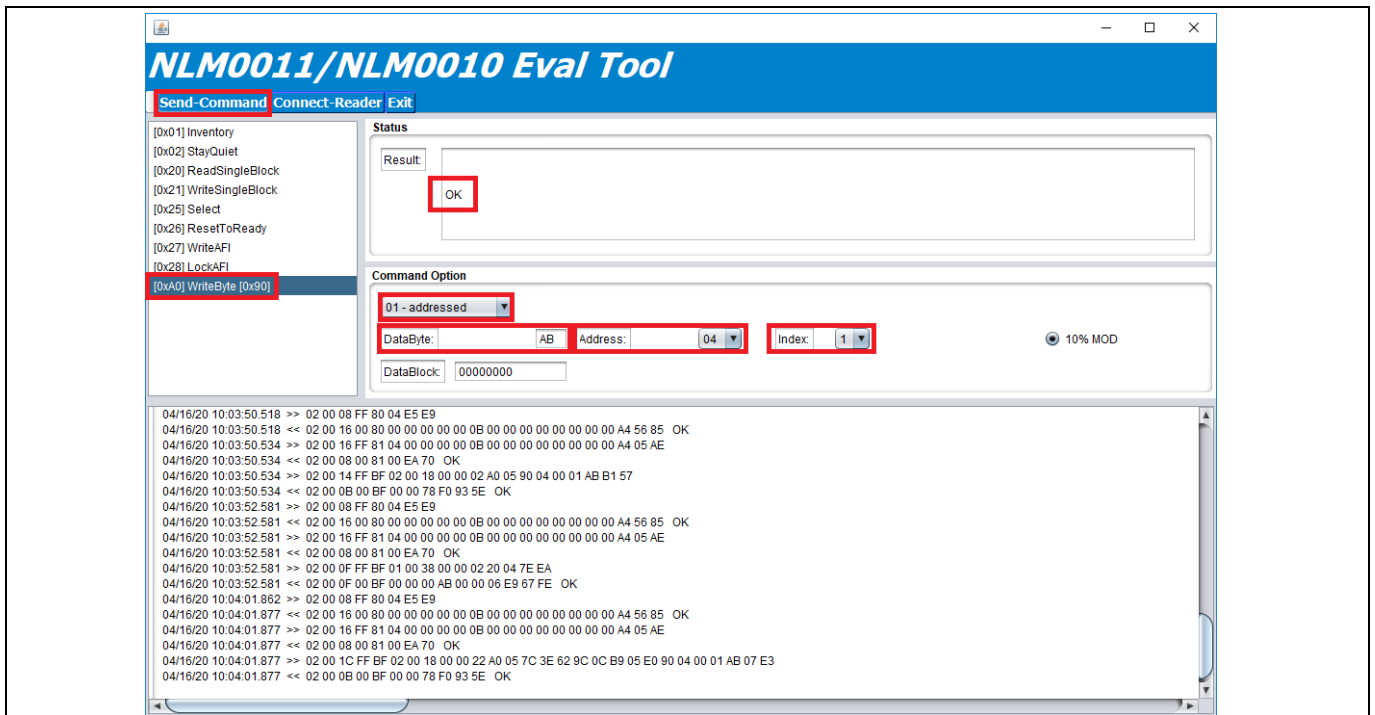 NLM0011/NLM0010 Eval Tool
Send-Command Connect-Reader Exit
[0x01] Inventory
[0x02] StayQuiet
[0x20] ReadSingleBlock
[0x21] WriteSingleBlock
[0x25] Select
[0x26] ResetToReady
[0x27] WriteAFI
[0x28] LockAFI
[0xA0] WriteByte [0x90]
Status
Result:
OK
Command Option
01 - addressed
DataByte: AB Address: 04 Index: 1 10% MOD
DataBlock: 00000000
04/16/20 10:03:50.518 >> 02 00 08 FF 80 04 E5 E9
04/16/20 10:03:50.518 << 02 00 16 00 80 00 00 00 00 00 0B 00 00 00 00 00 00 00 00 A4 56 85 OK
04/16/20 10:03:50.534 >> 02 00 16 FF 81 04 00 00 00 00 0B 00 00 00 00 00 00 00 00 A4 05 AE
04/16/20 10:03:50.534 << 02 00 08 00 81 00 EA 70 OK
04/16/20 10:03:50.534 >> 02 00 14 FF BF 02 00 18 00 00 02 A0 05 90 04 00 01 AB B1 57
04/16/20 10:03:50.534 << 02 00 0B 00 BF 00 00 78 F0 93 5E OK
04/16/20 10:03:52.581 >> 02 00 08 FF 80 04 E5 E9
04/16/20 10:03:52.581 << 02 00 16 00 80 00 00 00 00 00 0B 00 00 00 00 00 00 00 00 A4 56 85 OK
04/16/20 10:03:52.581 >> 02 00 16 FF 81 04 00 00 00 00 0B 00 00 00 00 00 00 00 00 A4 05 AE
04/16/20 10:03:52.581 << 02 00 08 00 81 00 EA 70 OK
04/16/20 10:03:52.581 >> 02 00 0F FF BF 01 00 38 00 00 02 20 04 7E EA
04/16/20 10:03:52.581 << 02 00 0F 00 BF 00 00 00 AB 00 00 06 E9 67 FE OK
04/16/20 10:04:01.862 >> 02 00 08 FF 80 04 E5 E9
04/16/20 10:04:01.877 << 02 00 16 00 80 00 00 00 00 00 0B 00 00 00 00 00 00 00 00 A4 56 85 OK
04/16/20 10:04:01.877 >> 02 00 16 FF 81 04 00 00 00 00 0B 00 00 00 00 00 00 00 00 A4 05 AE
04/16/20 10:04:01.877 << 02 00 08 00 81 00 EA 70 OK
04/16/20 10:04:01.877 >> 02 00 1C FF BF 02 00 18 00 00 22 A0 05 7C 3E 62 9C 0C B9 05 E0 90 04 00 01 AB 07 E3
04/16/20 10:04:01.877 << 02 00 0B 00 BF 00 00 78 F0 93 5E OK